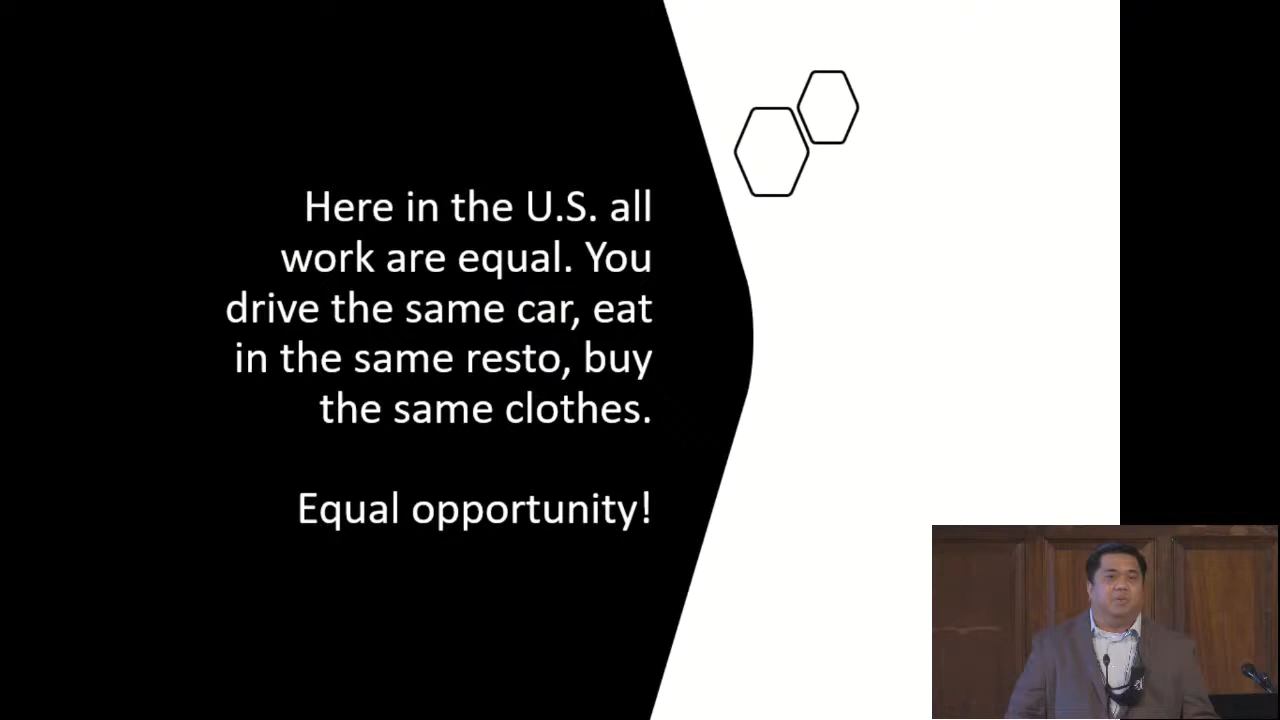 Here in the U.S. all
work are equal. You
drive the same car, eat
in the same resto, buy
the same clothes.
Equal opportunity!